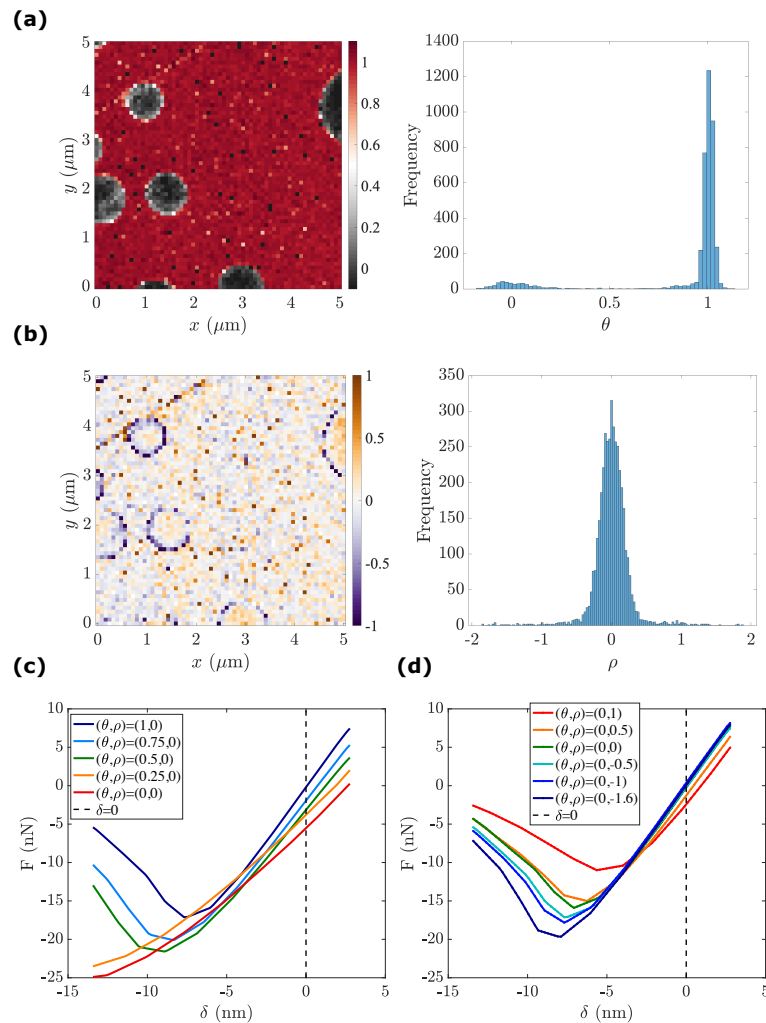 (a)
5
4
3
2
1
0
0 1 2 3 4 5
y (μm)
x (μm)
1
0.8
0.6
0.4
0.2
0
1400
1200
1000
800
600
400
200
0
0 0.5 1
Frequency
θ
(b)
5
4
3
2
1
0
0 1 2 3 4 5
y (μm)
x (μm)
1
0.5
0
-0.5
-1
350
300
250
200
150
100
50
0
-2 -1 0 1 2
Frequency
ρ
(c)
10
5
0
-5
-10
-15
-20
-25
-15 -10 -5 0 5
F (nN)
δ (nm)
(θ,ρ)=(1,0)
(θ,ρ)=(0.75,0)
(θ,ρ)=(0.5,0)
(θ,ρ)=(0.25,0)
(θ,ρ)=(0,0)
δ=0
(d)
10
5
0
-5
-10
-15
-20
-25
-15 -10 -5 0 5
F (nN)
δ (nm)
(θ,ρ)=(0,1)
(θ,ρ)=(0,0.5)
(θ,ρ)=(0,0)
(θ,ρ)=(0,-0.5)
(θ,ρ)=(0,-1)
(θ,ρ)=(0,-1.6)
δ=0